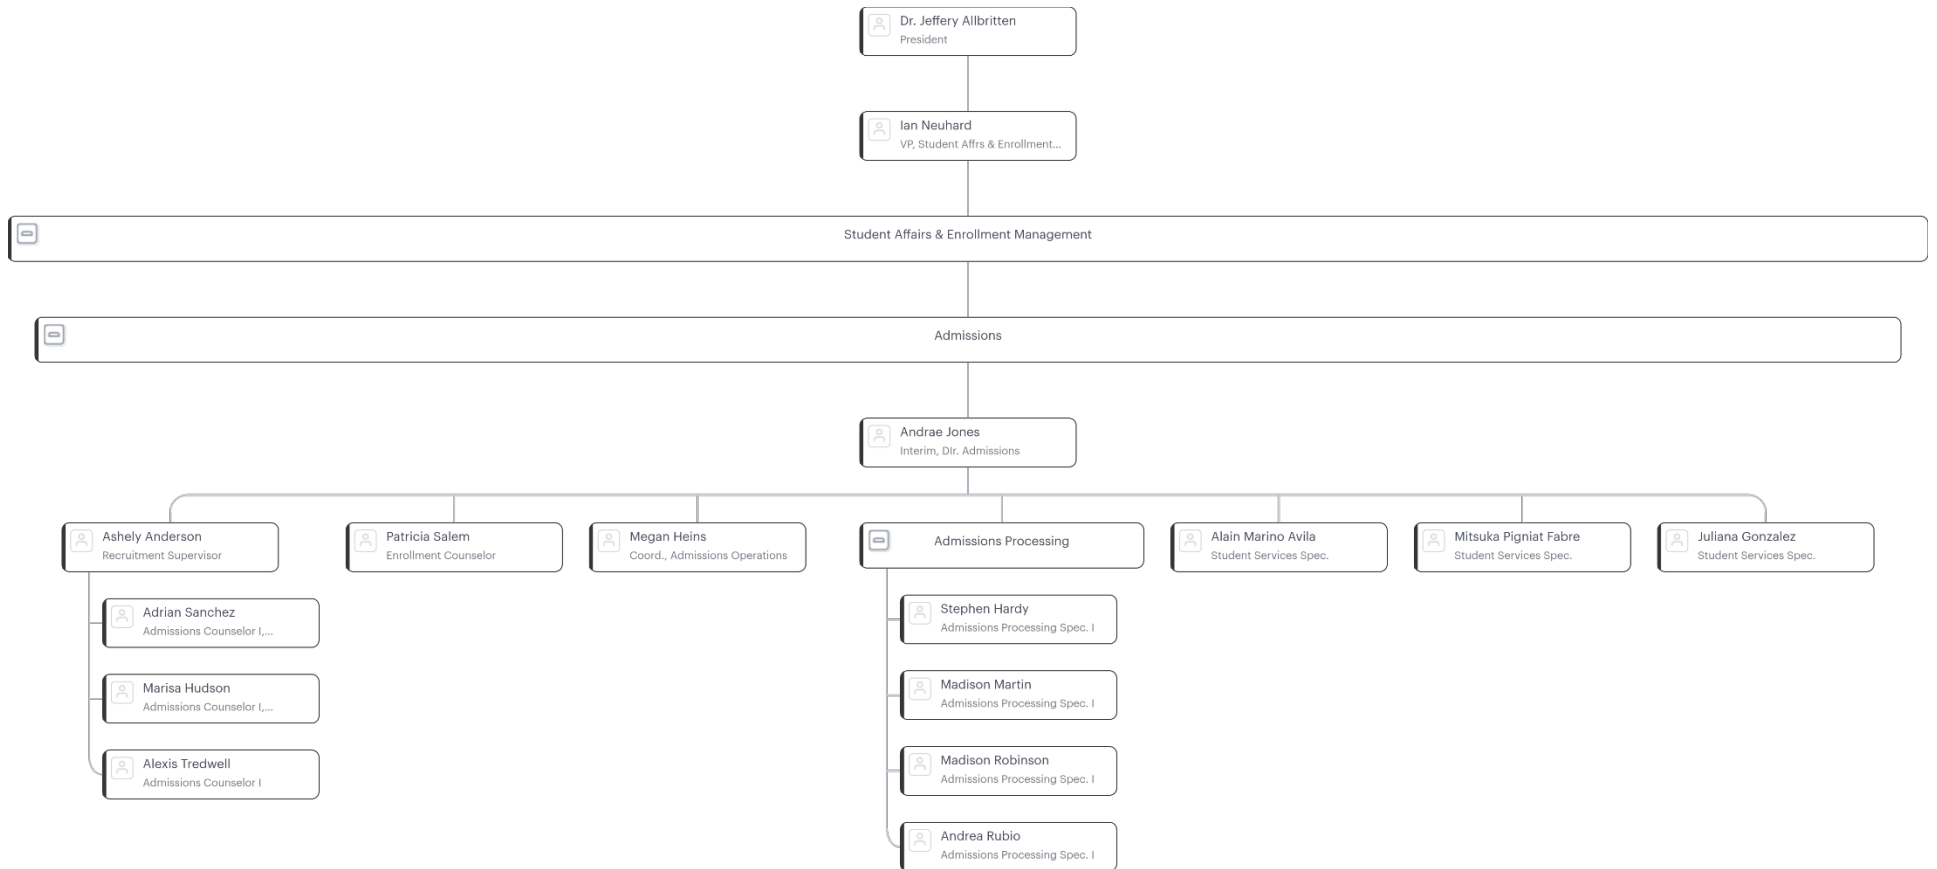 Dr. Jeffery Allbritten
President
Ian Neuhard
VP, Student Affrs & Enrollment...
Student Affairs & Enrollment Management
Admissions
Andrae Jones
Interim, DIr. Admissions
Ashely Anderson
Recruitment Supervisor
Patricia Salem
Enrollment Counselor
Megan Heins
Coord., Admissions Operations
Admissions Processing
Alain Marino Avila
Student Services Spec.
Mitsuka Pigniat Fabre
Student Services Spec.
Juliana Gonzalez
Student Services Spec.
Adrian Sanchez
Admissions Counselor I,...
Marisa Hudson
Admissions Counselor I,...
Alexis Tredwell
Admissions Counselor I
Stephen Hardy
Admissions Processing Spec. I
Madison Martin
Admissions Processing Spec. I
Madison Robinson
Admissions Processing Spec. I
Andrea Rubio
Admissions Processing Spec. I